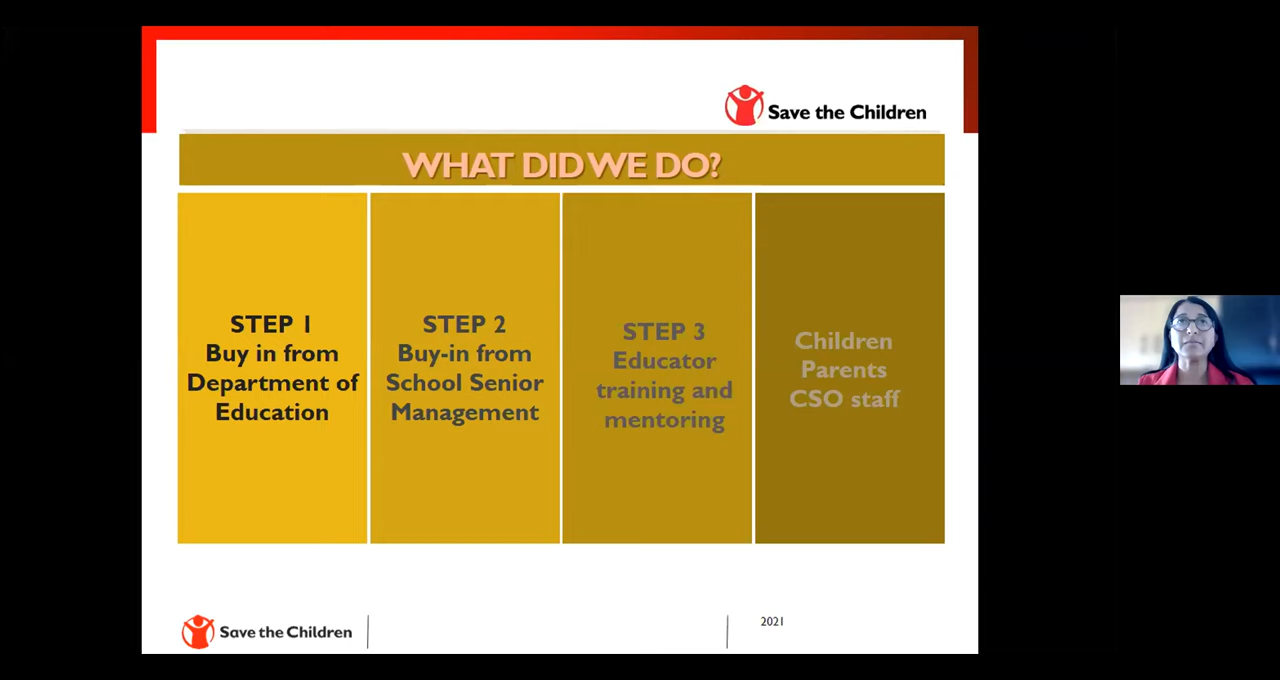 Save the Children
WHAT DID WE DO?
STEP 1
Buy in from
Department of
Education
STEP 2
Buy-in from
School Senior
Management
STEP 3
Educator
training and
mentoring
Children
Parents
CSO staff
Save the Children
2021